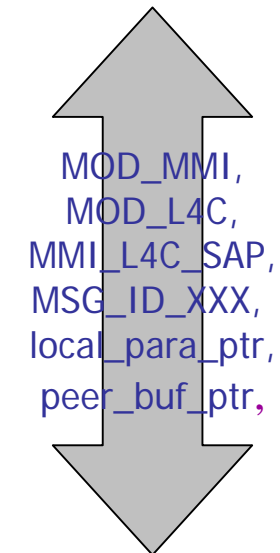 MOD_MMI,
MOD_L4C,
MMI_L4C_SAP,
MSG_ID_XXX,
local_para_ptr,
peer_buf_ptr,